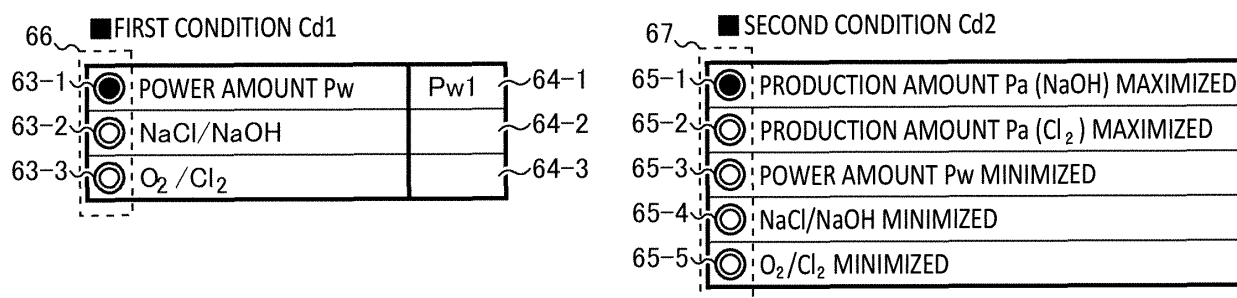 66
■FIRST CONDITION Cd1
63-1 POWER AMOUNT Pw Pw1 64-1
63-2 NaCl/NaOH 64-2
63-3 O₂/Cl₂ 64-3
67
■SECOND CONDITION Cd2
65-1 PRODUCTION AMOUNT Pa (NaOH) MAXIMIZED
65-2 PRODUCTION AMOUNT Pa (Cl₂) MAXIMIZED
65-3 POWER AMOUNT Pw MINIMIZED
65-4 NaCl/NaOH MINIMIZED
65-5 O₂/Cl₂ MINIMIZED